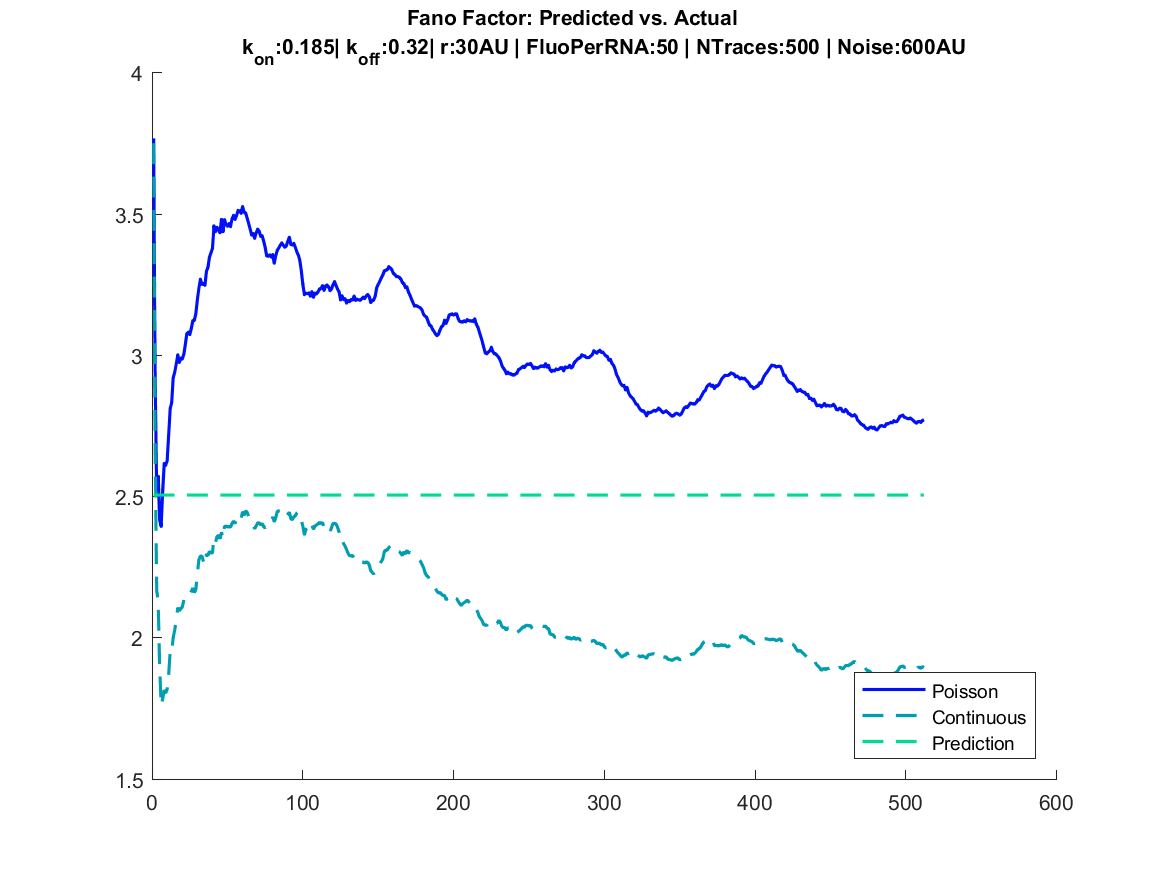 Fano Factor: Predicted vs. Actual
kon:0.185| koff:0.32| r:30AU | FluoPerRNA:50 | NTraces:500 | Noise:600AU
4
3.5
3
2.5
2
1.5
0 100 200 300 400 500 600
Poisson
Continuous
Prediction